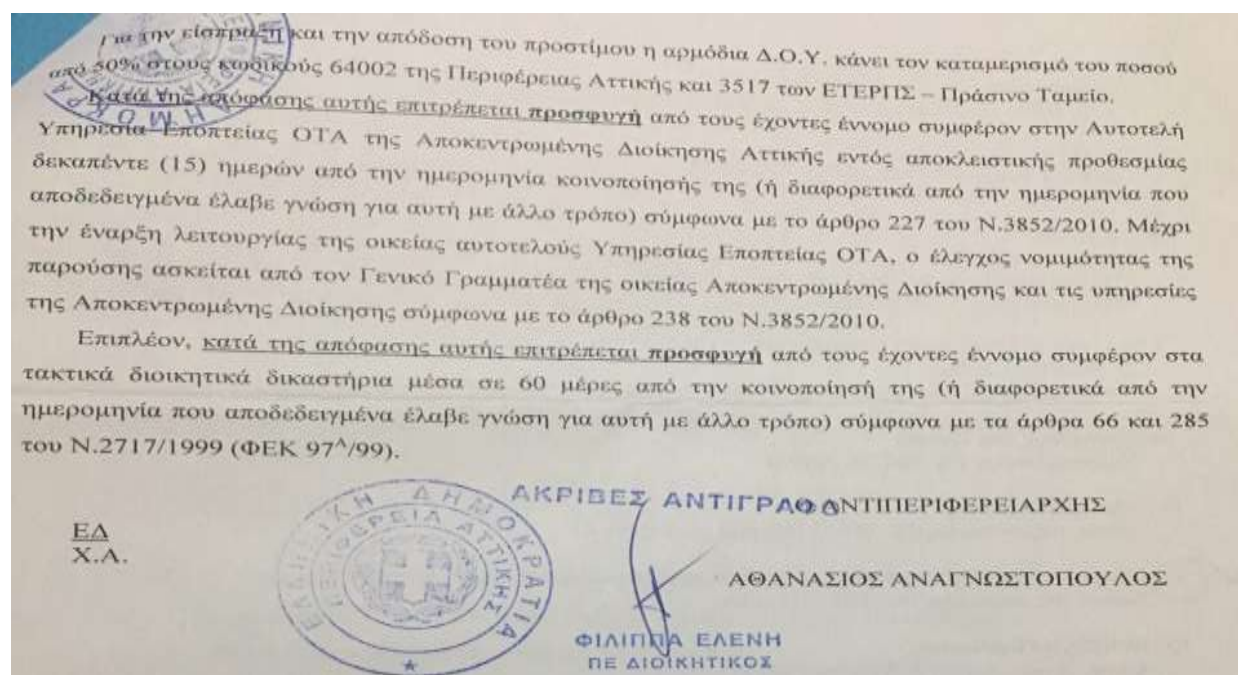 Για την είσπραξη και την απόδοση του προστίμου η αρμόδια Δ.Ο.Υ. κάνει τον καταμερισμό του ποσού
από 50% στους κωδικούς 64002 της Περιφέρειας Αττικής και 3517 των ΕΤΕΡΠΣ – Πράσινο Ταμείο.
Κατά της απόφασης αυτής επιτρέπεται προσφυγή από τους έχοντες έννομο συμφέρον στην Αυτοτελή
Υπηρεσία Εποπτείας ΟΤΑ της Αποκεντρωμένης Διοίκησης Αττικής εντός αποκλειστικής προθεσμίας
δεκαπέντε (15) ημερών από την ημερομηνία κοινοποίησής της (ή διαφορετικά από την ημερομηνία που
αποδεδειγμένα έλαβε γνώση για αυτή με άλλο τρόπο) σύμφωνα με το άρθρο 227 του Ν.3852/2010. Μέχρι
την έναρξη λειτουργίας της οικείας αυτοτελούς Υπηρεσίας Εποπτείας ΟΤΑ, ο έλεγχος νομιμότητας της
παρούσης ασκείται από τον Γενικό Γραμματέα της οικείας Αποκεντρωμένης Διοίκησης και τις υπηρεσίες
της Αποκεντρωμένης Διοίκησης σύμφωνα με το άρθρο 238 του Ν.3852/2010.
Επιπλέον, κατά της απόφασης αυτής επιτρέπεται προσφυγή από τους έχοντες έννομο συμφέρον στα
τακτικά διοικητικά δικαστήρια μέσα σε 60 μέρες από την κοινοποίησή της (ή διαφορετικά από την
ημερομηνία που αποδεδειγμένα έλαβε γνώση για αυτή με άλλο τρόπο) σύμφωνα με τα άρθρα 66 και 285
του Ν.2717/1999 (ΦΕΚ 97^Α/99).
ΑΚΡΙΒΕΣ ΑΝΤΙΓΡΑΦΟ
ΑΝΤΙΠΕΡΙΦΕΡΕΙΑΡΧΗΣ
ΕΔ
Χ.Α.
ΕΛΛΗΝΙΚΗ ΔΗΜΟΚΡΑΤΙΑ
ΠΕΡΙΦΕΡΕΙΑ ΑΤΤΙΚΗΣ
ΑΘΑΝΑΣΙΟΣ ΑΝΑΓΝΩΣΤΟΠΟΥΛΟΣ
ΦΙΛΙΠΠΑ ΕΛΕΝΗ
ΠΕ ΔΙΟΙΚΗΤΙΚΟΣ